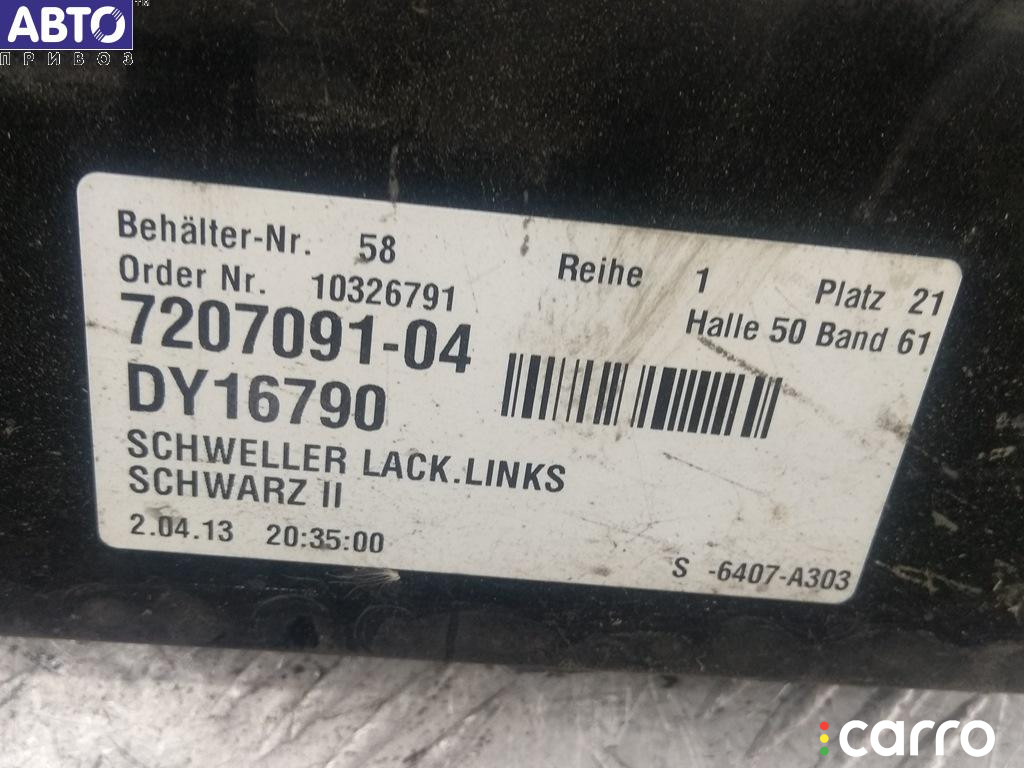 АВТО™
ПРИВОЗ
Behälter-Nr. 58 Reihe 1 Platz 21
Order Nr. 10326791 Halle 50 Band 61
7207091-04
DY16790
SCHWELLER LACK.LINKS
SCHWARZ II
2.04.13 20:35:00 S -6407-A303
carro